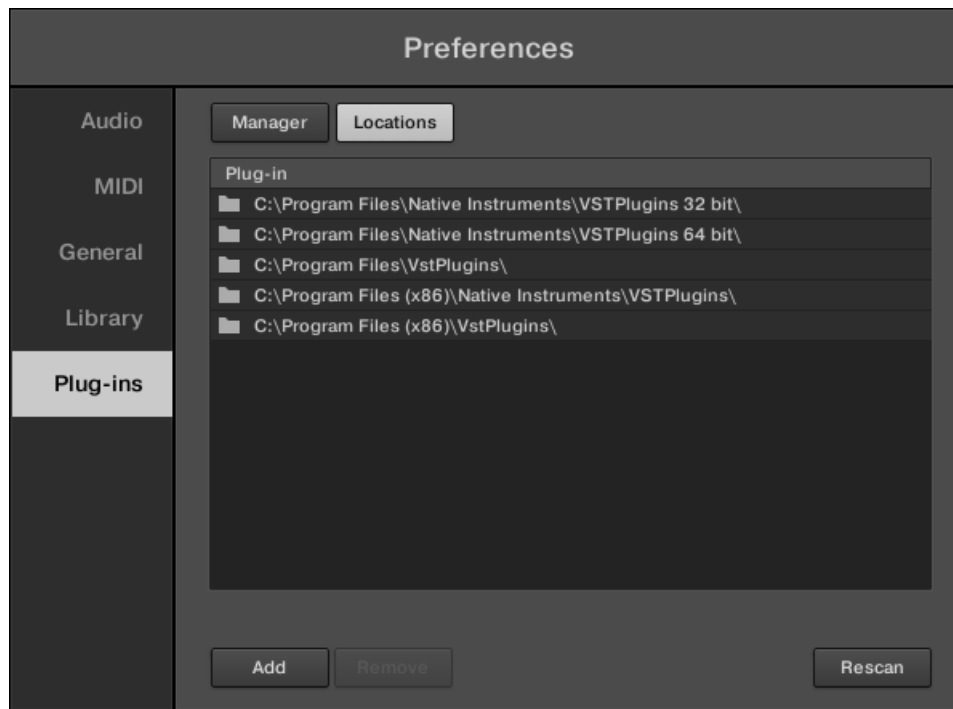 Preferences
Audio
MIDI
General
Library
Plug-ins
Manager Locations
Plug-in
C:\Program Files\Native Instruments\VSTPlugins 32 bit\
C:\Program Files\Native Instruments\VSTPlugins 64 bit\
C:\Program Files\VstPlugins\
C:\Program Files (x86)\Native Instruments\VSTPlugins\
C:\Program Files (x86)\VstPlugins\
Add Remove Rescan